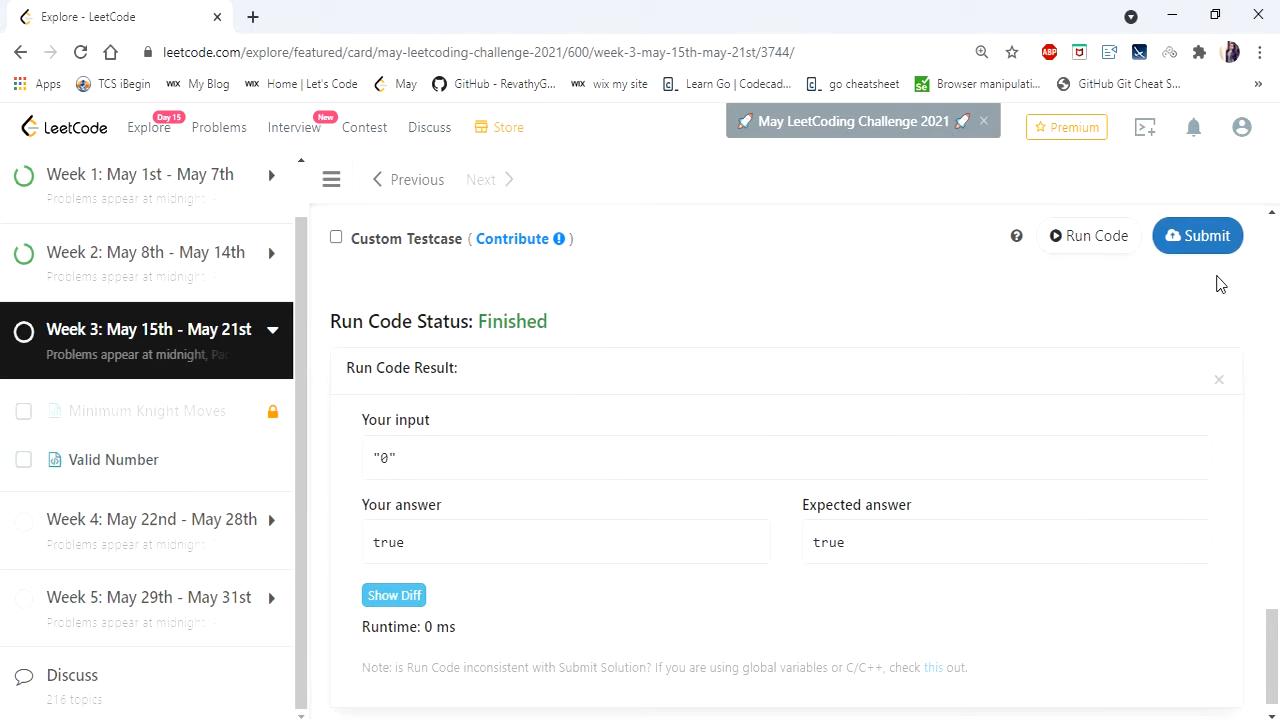 Explore - LeetCode
leetcode.com/explore/featured/card/may-leetcoding-challenge-2021/600/week-3-may-15th-may-21st/3744/
ABP
Apps TCS iBegin WIX My Blog WIX Home | Let's Code May GitHub - RevathyG... WIX wix my site Learn Go | Codecad... go cheatsheet Se Browser manipulati... GitHub Git Cheat S... »
LeetCode Explore Day 15 Problems Interview New Contest Discuss Store 🚀 May LeetCoding Challenge 2021 🚀 × Premium
Week 1: May 1st - May 7th
Problems appear at midnight
Previous Next
Week 2: May 8th - May 14th
Problems appear at midnight
Custom Testcase ( Contribute ! ) ? Run Code Submit
Week 3: May 15th - May 21st
Problems appear at midnight, Pac
Run Code Status: Finished
Run Code Result:
×
Minimum Knight Moves
Valid Number
Your input
"0"
Your answer Expected answer
true true
Show Diff
Runtime: 0 ms
Week 4: May 22nd - May 28th
Problems appear at midnight
Week 5: May 29th - May 31st
Problems appear at midnight
Discuss
216 topics
Note: is Run Code inconsistent with Submit Solution? If you are using global variables or C/C++, check this out.